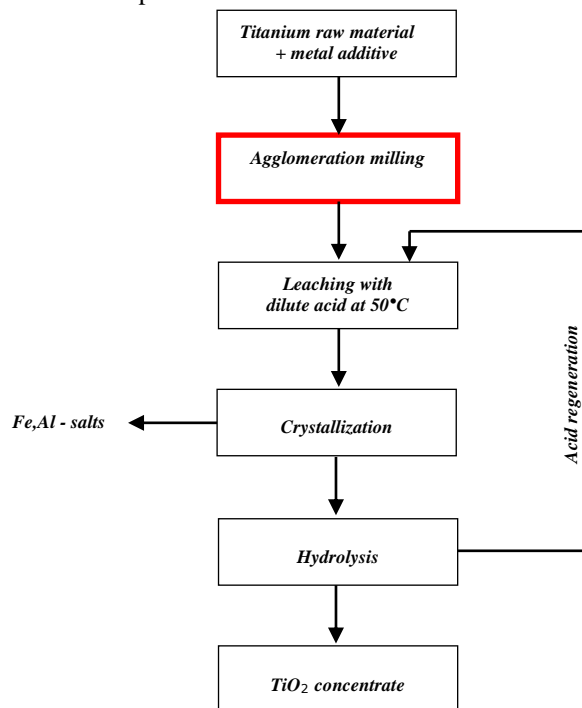 Titanium raw material
+ metal additive
Agglomeration milling
Leaching with
dilute acid at 50°C
Acid regeneration
Fe,Al - salts
Crystallization
Hydrolysis
TiO₂ concentrate